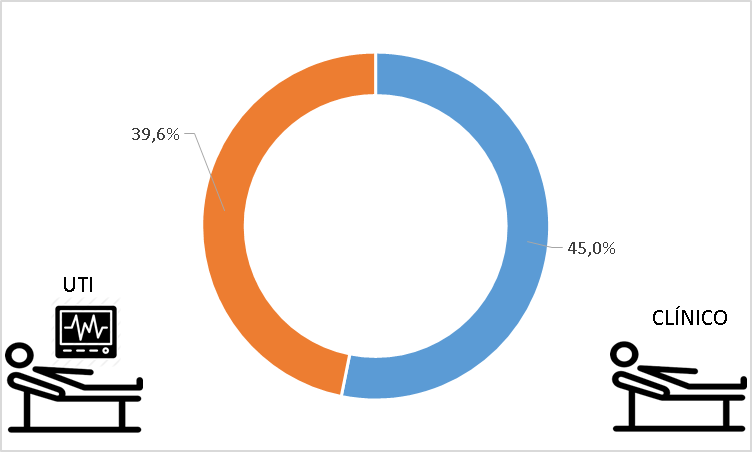 39,6%
45,0%
UTI
CLÍNICO